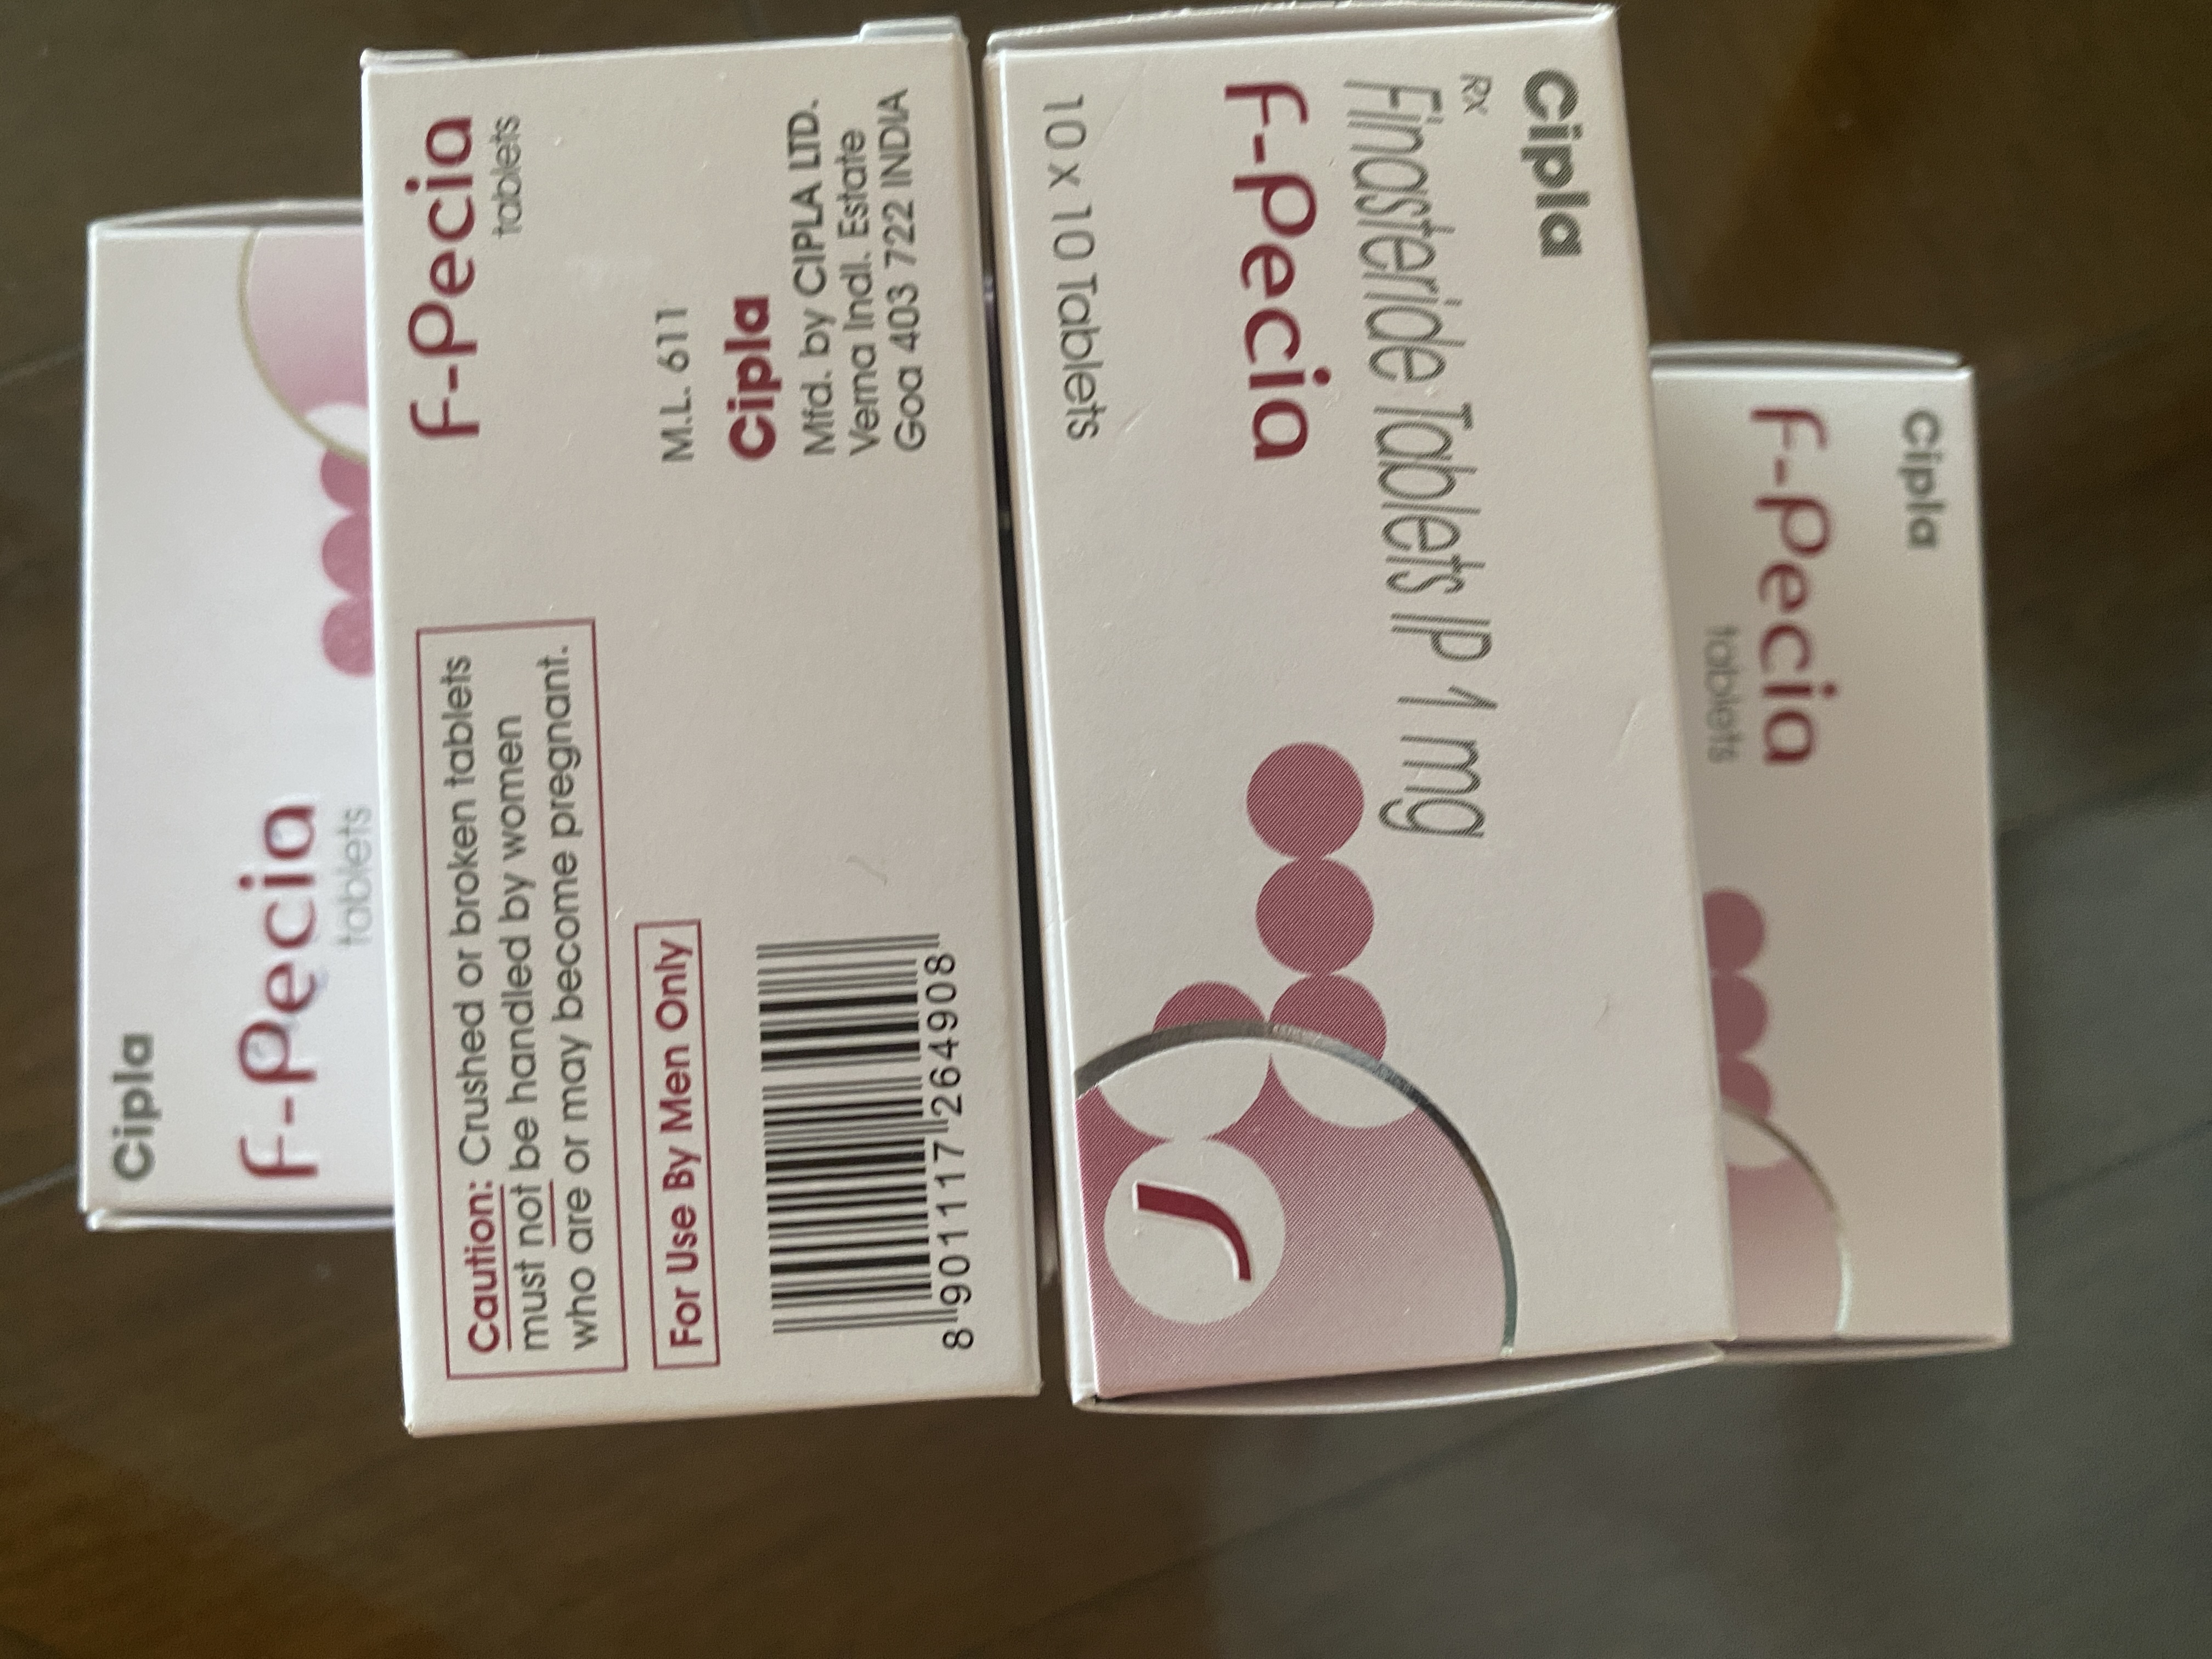 Cipla
F-Pecia
tablets
F-Pecia
tablets
Caution: Crushed or broken tablets
must not be handled by women
who are or may become pregnant.
For Use By Men Only
M.L. 611
Cipla
Mfd. by CIPLA LTD.
Verna Indl. Estate
Goa 403 722 INDIA
8 901117 264908
Cipla
Rx
Finasteride Tablets IP 1 mg
F-Pecia
10 x 10 Tablets
Cipla
F-Pecia
tablets